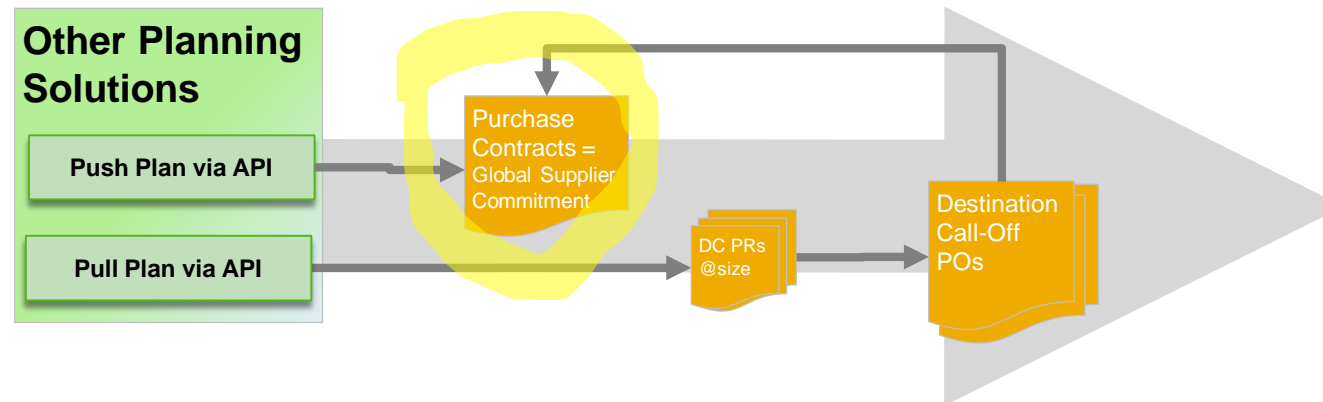 Other Planning
Solutions
Push Plan via API
Pull Plan via API
Purchase
Contracts =
Global Supplier
Commitment
DC PRs
@size
Destination
Call-Off
POs